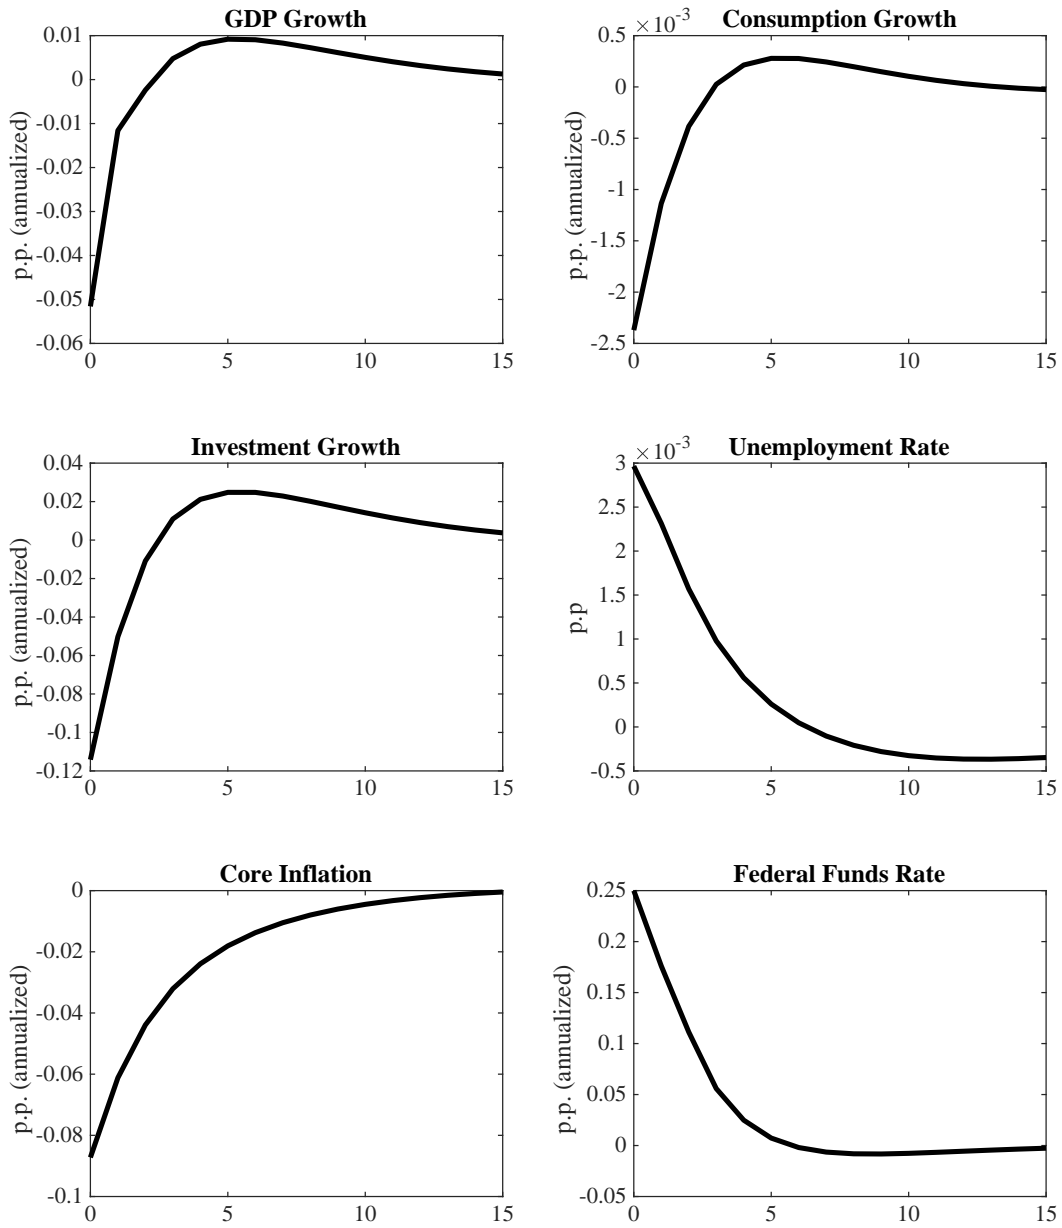 GDP Growth
p.p. (annualized)
0.01
0
-0.01
-0.02
-0.03
-0.04
-0.05
-0.06
0 5 10 15
Consumption Growth
×10-3
p.p. (annualized)
0.5
0
-0.5
-1
-1.5
-2
-2.5
0 5 10 15
Investment Growth
p.p. (annualized)
0.04
0.02
0
-0.02
-0.04
-0.06
-0.08
-0.1
-0.12
0 5 10 15
Unemployment Rate
×10-3
p.p
3
2.5
2
1.5
1
0.5
0
-0.5
0 5 10 15
Core Inflation
p.p. (annualized)
0
-0.02
-0.04
-0.06
-0.08
-0.1
0 5 10 15
Federal Funds Rate
p.p. (annualized)
0.25
0.2
0.15
0.1
0.05
0
-0.05
0 5 10 15